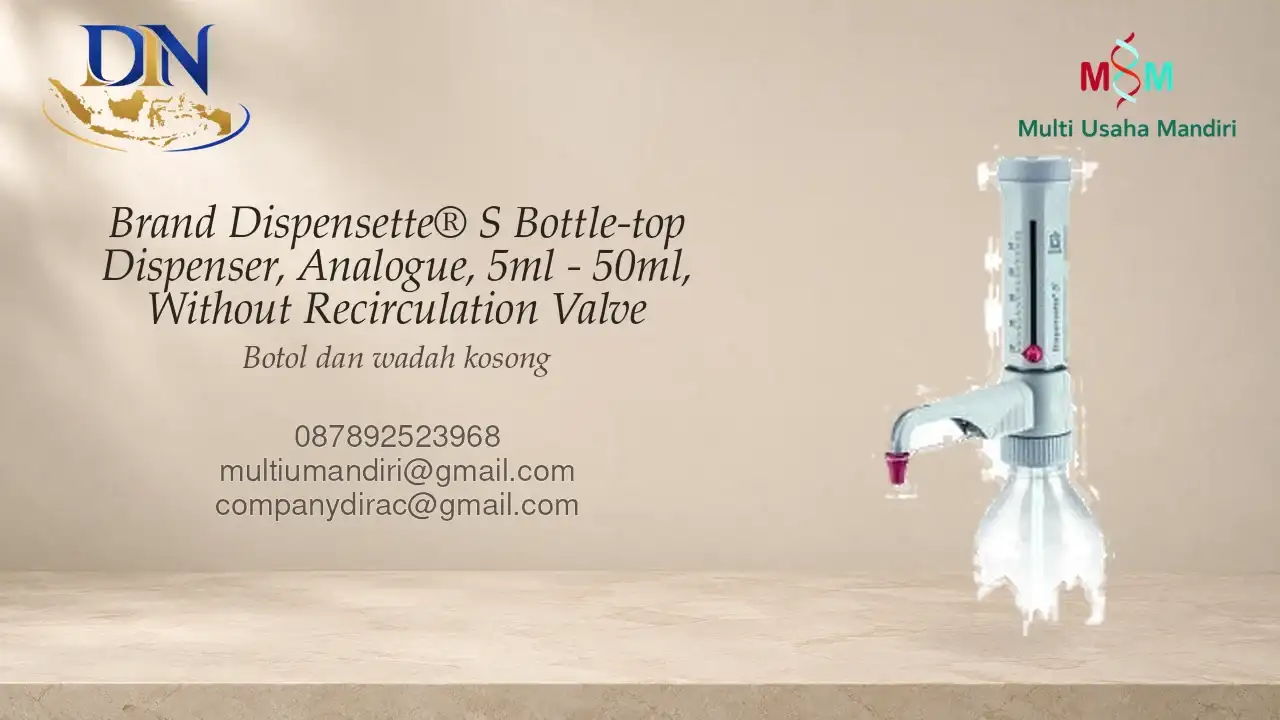 DN
M M
Multi Usaha Mandiri
Brand Dispensette® S Bottle-top
Dispenser, Analogue, 5ml - 50ml,
Without Recirculation Valve
Botol dan wadah kosong
087892523968
multiumandiri@gmail.com
companydirac@gmail.com